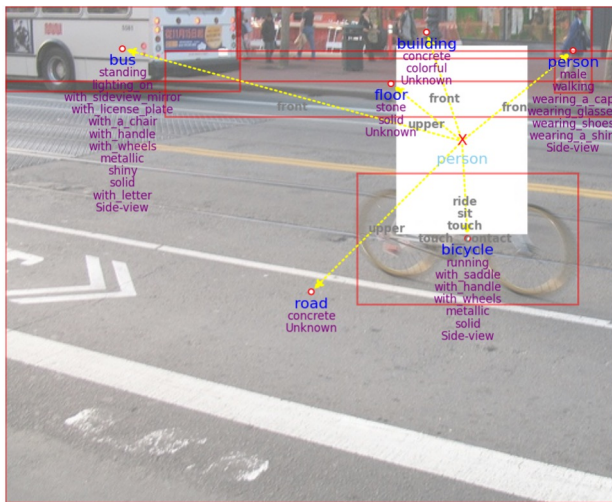 building
bus
concrete
person
standing
colorful
male
lighting_on
Unknown
walking
with_sideview_mirror
floor
front
wearing_a_cap
with_license_plate
front
stone
front
wearing_glasse
with_a_chair
solid
wearing_shoes
with_handle
upper
Unknown
wearing_a_shir
with_wheels
Side-view
metallic
X
shiny
person
solid
with_letter
Side-view
ride
sit
touch
upper
touch contact
bicycle
running
with_saddle
with_handle
with_wheels
metallic
solid
Side-view
road
concrete
Unknown